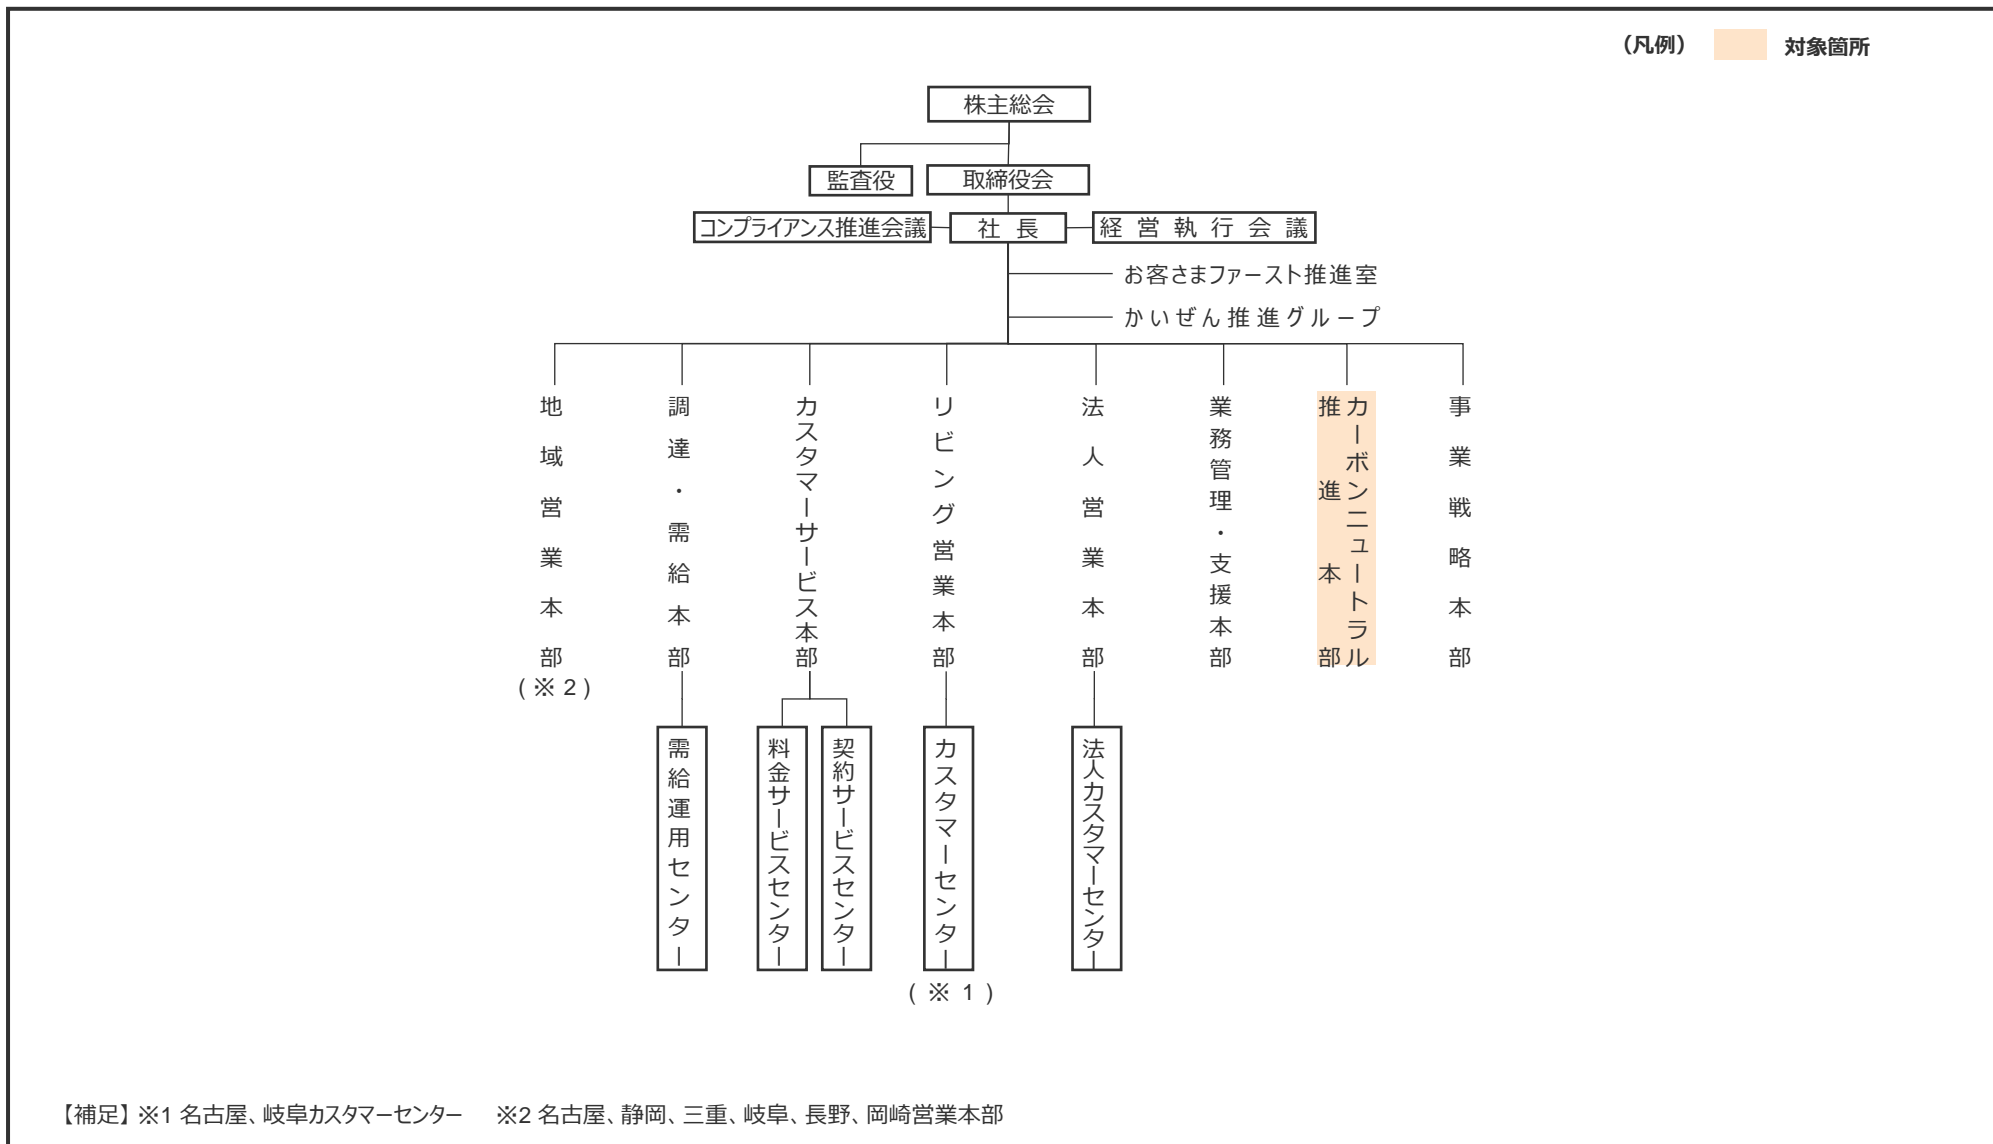 (凡例) 対象箇所
株主総会
監査役
取締役会
コンプライアンス推進会議
社 長
経 営 執 行 会 議
お客さまファースト推進室
かいぜん推進グループ
事業戦略本部
カーボンニュートラル
推進本部
業務管理・支援本部
法人営業本部
リビング営業本部
カスタマーサービス本部
調達・需給本部
地域営業本部
(※2)
法人カスタマーセンター
カスタマーセンター
(※1)
契約サービスセンター
料金サービスセンター
需給運用センター
【補足】※1 名古屋、岐阜カスタマーセンター ※2 名古屋、静岡、三重、岐阜、長野、岡崎営業本部